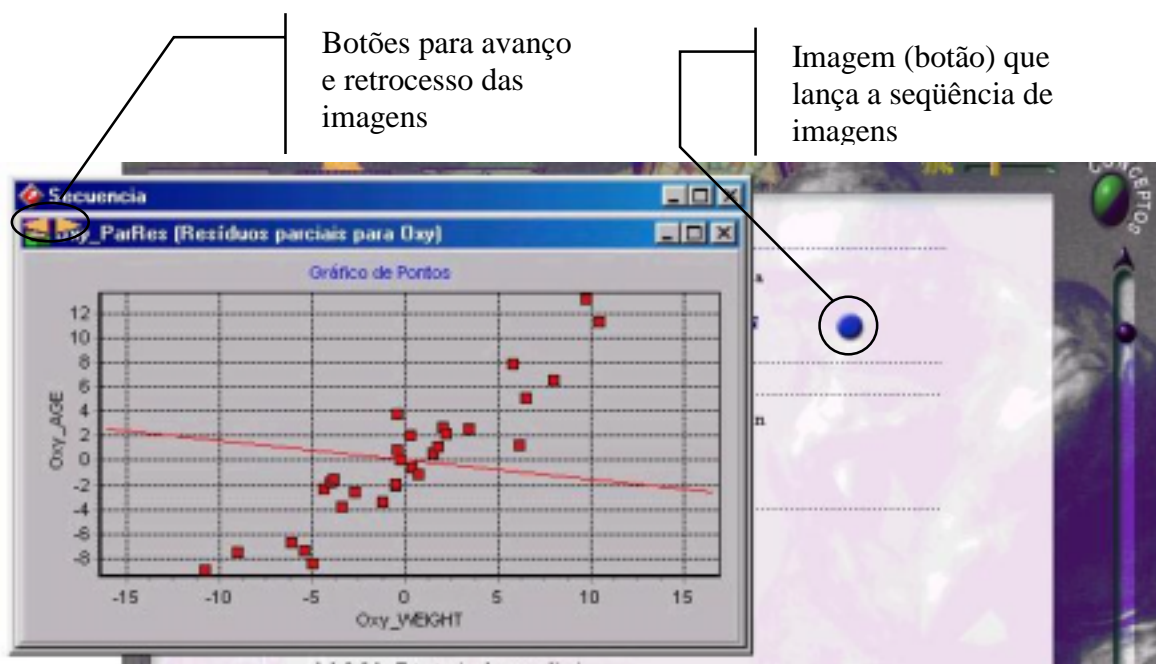 Botões para avanço
e retrocesso das
imagens
Imagem (botão) que
lança a seqüência de
imagens
CONCEPTOS
Secuencia
Oxy_ParRes (Resíduos parciais para Oxy)
Gráfico de Pontos
12
10
8
6
4
2
0
-2
-4
-6
-8
Oxy_AGE
-15 -10 -5 0 5 10 15
Oxy_WEIGHT
a
n